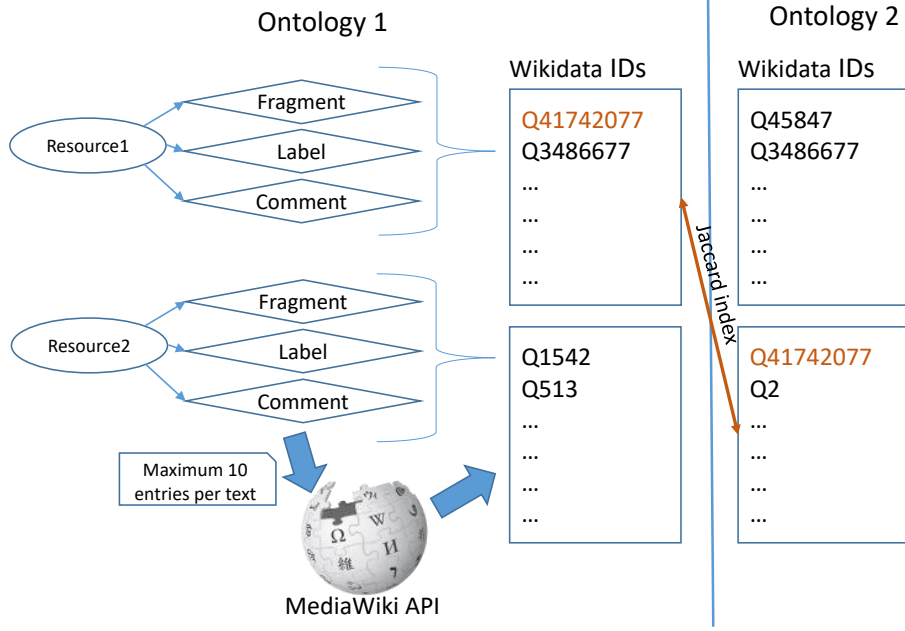 Ontology 1
Ontology 2
Wikidata IDs
Wikidata IDs
Resource1
Fragment
Label
Comment
Q41742077
Q3486677
...
...
...
...
Q45847
Q3486677
...
...
...
...
Jaccard index
Resource2
Fragment
Label
Comment
Q1542
Q513
...
...
...
...
Q41742077
Q2
...
...
...
...
Maximum 10
entries per text
Ω
W
И
維
MediaWiki API